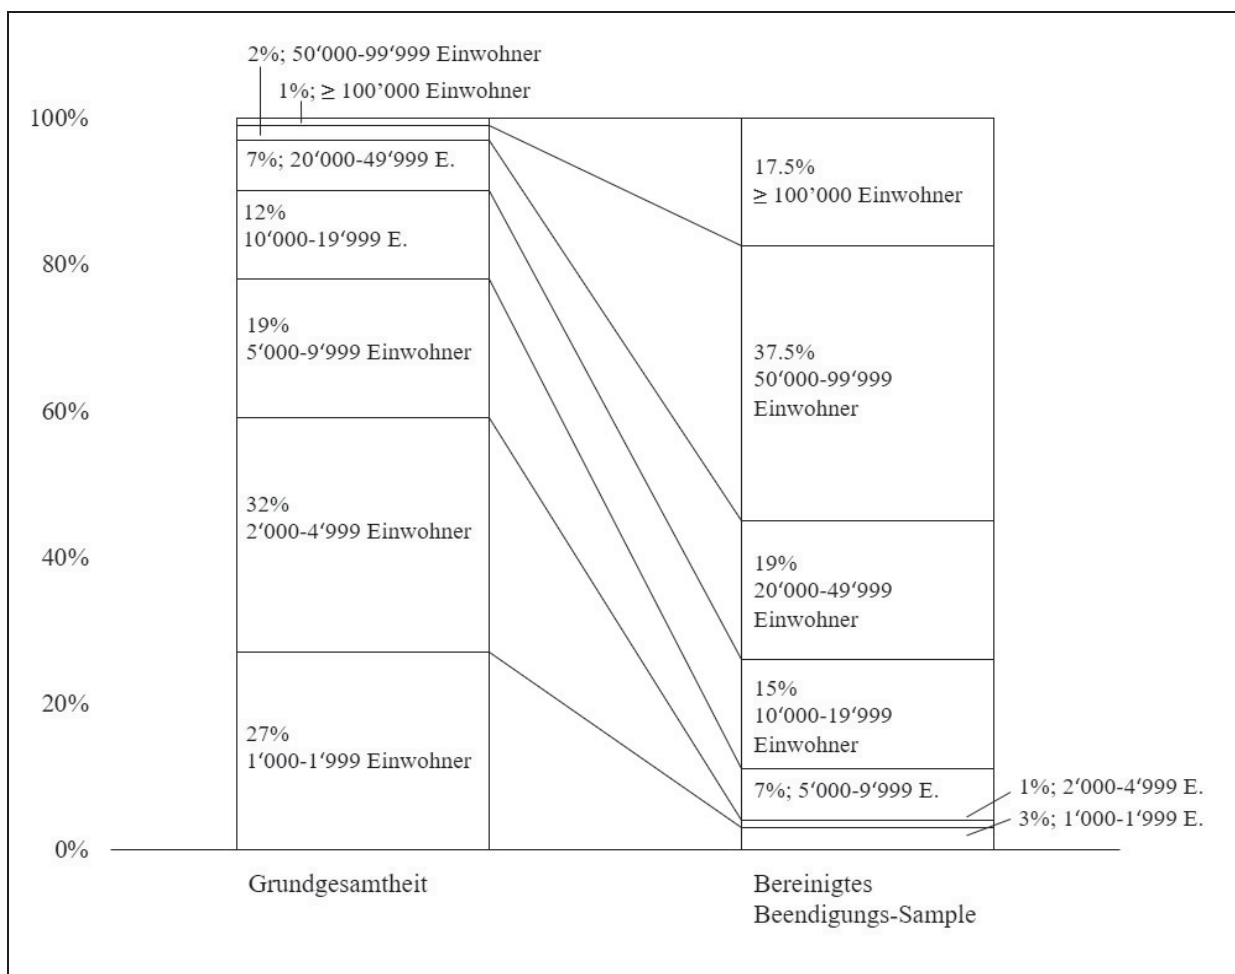 2%; 50‘000-99‘999 Einwohner
1%; ≥ 100’000 Einwohner
100%
80%
60%
40%
20%
0%
7%; 20‘000-49‘999 E.
12%
10‘000-19‘999 E.
19%
5‘000-9‘999 Einwohner
32%
2‘000-4‘999 Einwohner
27%
1‘000-1‘999 Einwohner
Grundgesamtheit
17.5%
≥ 100’000 Einwohner
37.5%
50‘000-99‘999
Einwohner
19%
20‘000-49‘999
Einwohner
15%
10‘000-19‘999
Einwohner
7%; 5‘000-9‘999 E.
1%; 2‘000-4‘999 E.
3%; 1‘000-1‘999 E.
Bereinigtes
Beendigungs-Sample